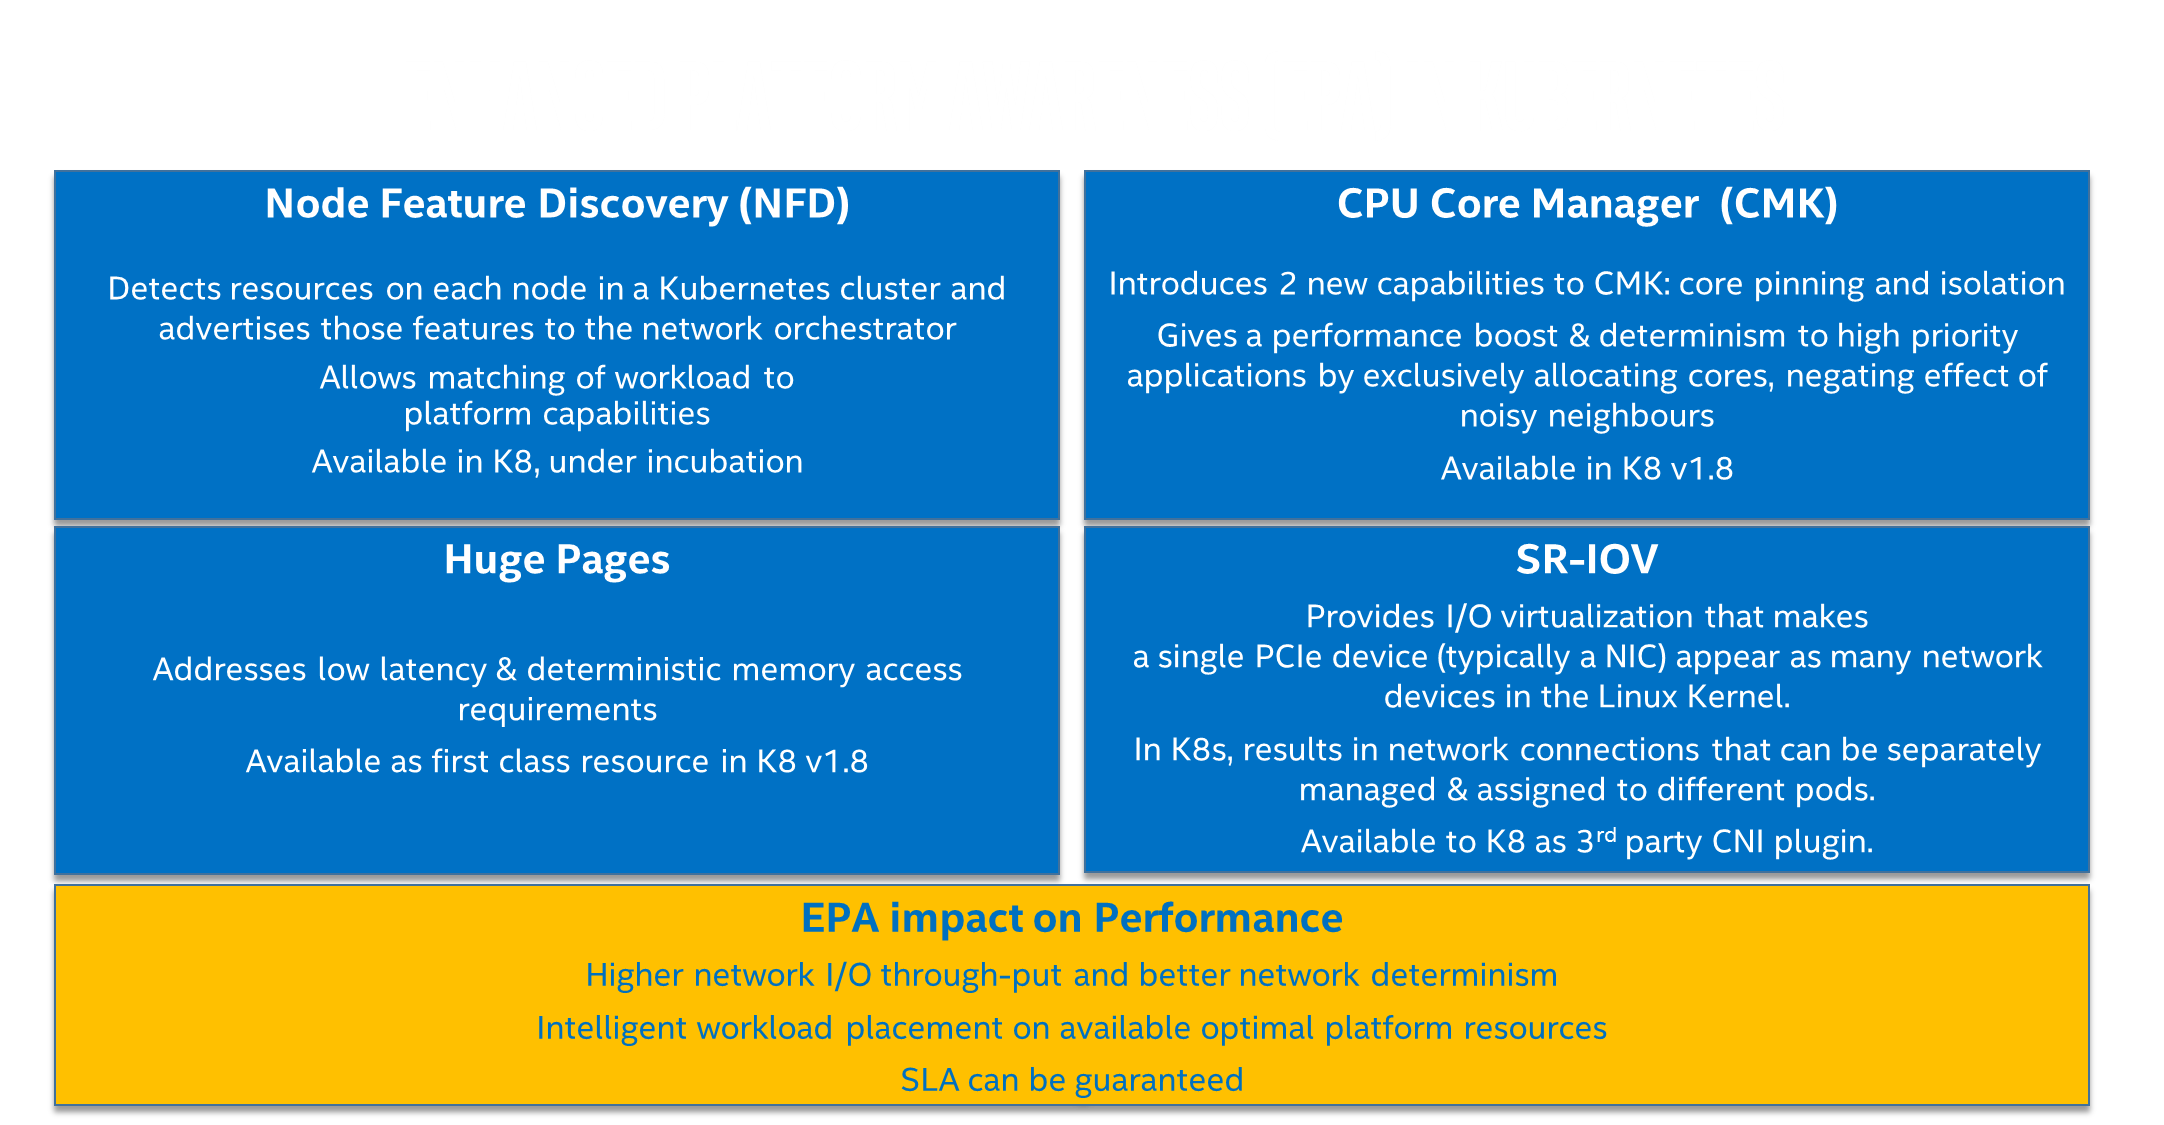 Node Feature Discovery (NFD)
Detects resources on each node in a Kubernetes cluster and
advertises those features to the network orchestrator
Allows matching of workload to
platform capabilities
Available in K8, under incubation
CPU Core Manager (CMK)
Introduces 2 new capabilities to CMK: core pinning and isolation
Gives a performance boost & determinism to high priority
applications by exclusively allocating cores, negating effect of
noisy neighbours
Available in K8 v1.8
Huge Pages
Addresses low latency & deterministic memory access
requirements
Available as first class resource in K8 v1.8
SR-IOV
Provides I/O virtualization that makes
a single PCIe device (typically a NIC) appear as many network
devices in the Linux Kernel.
In K8s, results in network connections that can be separately
managed & assigned to different pods.
Available to K8 as 3rd party CNI plugin.
EPA impact on Performance
Higher network I/O through-put and better network determinism
Intelligent workload placement on available optimal platform resources
SLA can be guaranteed